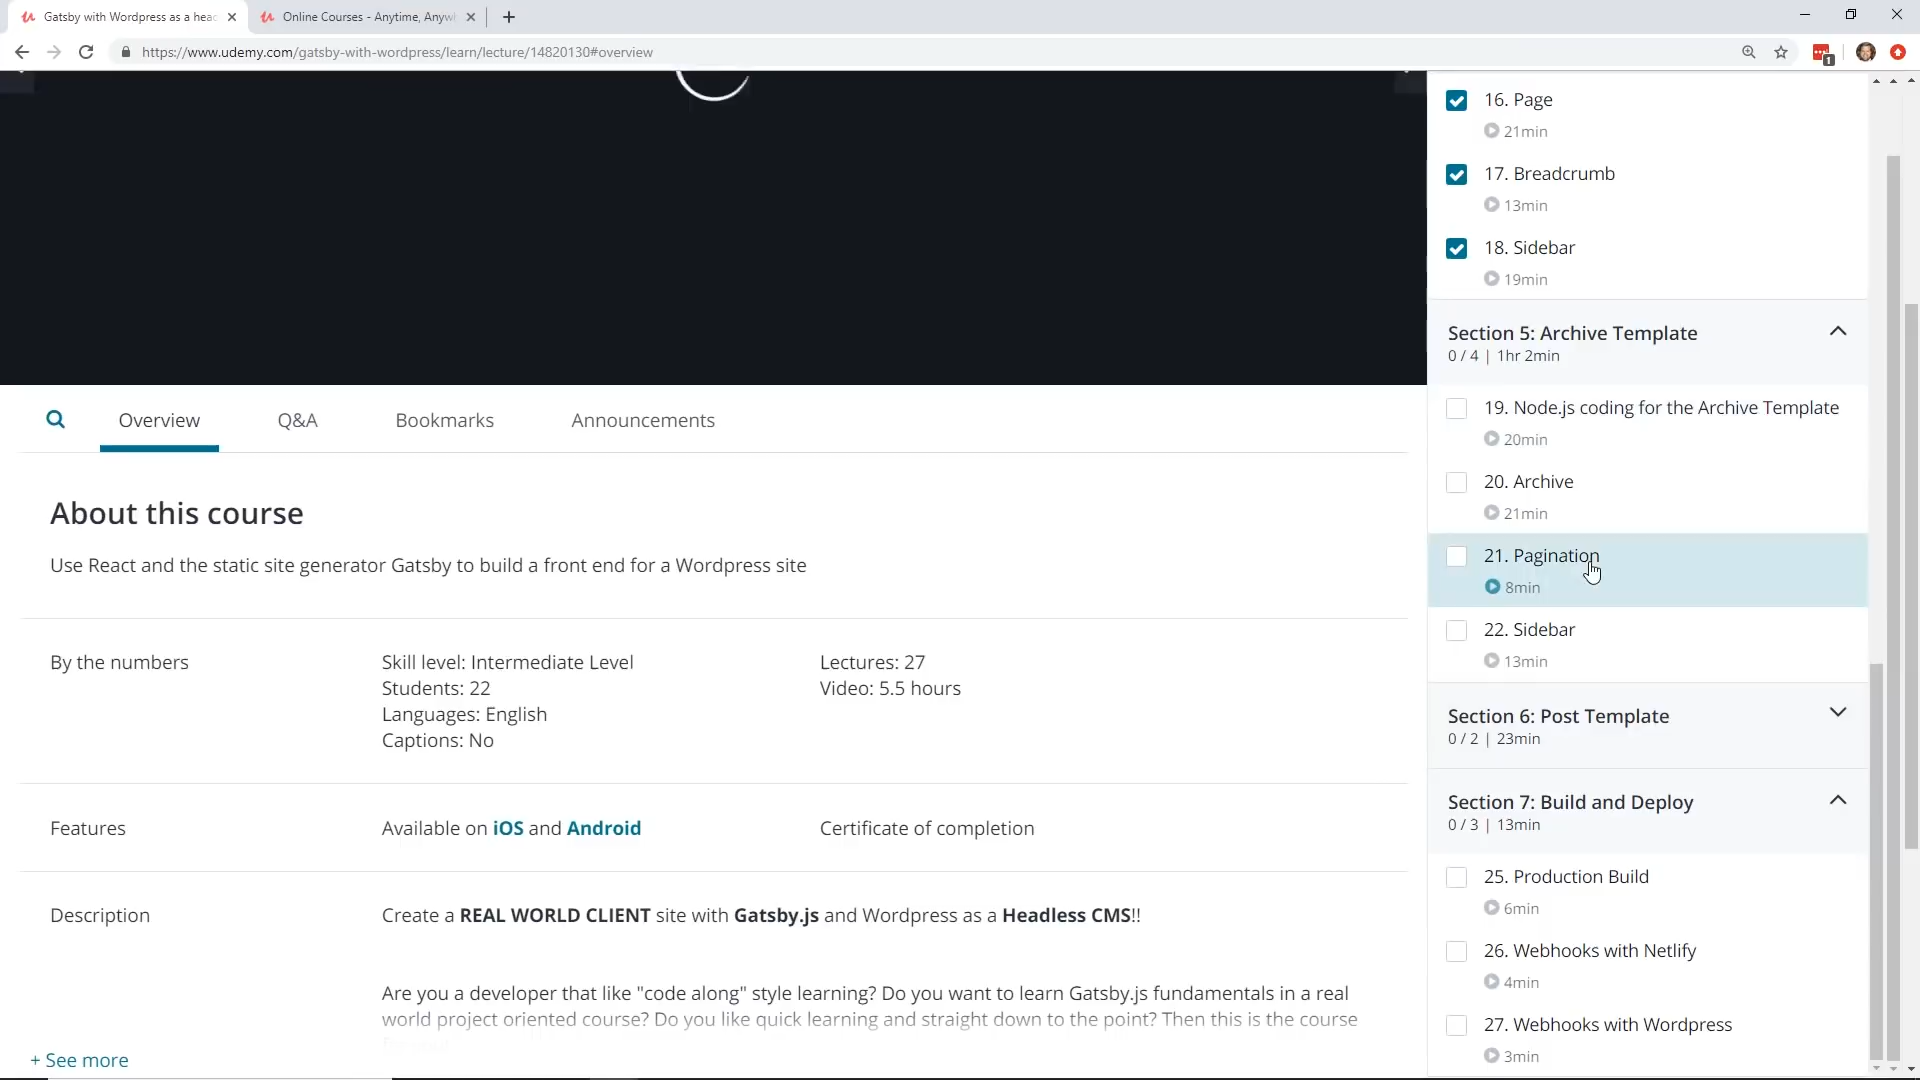 Gatsby with Wordpress as a head
Online Courses - Anytime, Anywh
https://www.udemy.com/gatsby-with-wordpress/learn/lecture/14820130#overview
1
16. Page
21min
17. Breadcrumb
13min
18. Sidebar
19min
Section 5: Archive Template
0 / 4 | 1hr 2min
19. Node.js coding for the Archive Template
20min
20. Archive
21min
21. Pagination
8min
22. Sidebar
13min
Section 6: Post Template
0 / 2 | 23min
Section 7: Build and Deploy
0 / 3 | 13min
25. Production Build
6min
26. Webhooks with Netlify
4min
27. Webhooks with Wordpress
3min
Overview
Q&A
Bookmarks
Announcements
About this course
Use React and the static site generator Gatsby to build a front end for a Wordpress site
By the numbers
Skill level: Intermediate Level
Students: 22
Languages: English
Captions: No
Lectures: 27
Video: 5.5 hours
Features
Available on iOS and Android
Certificate of completion
Description
Create a REAL WORLD CLIENT site with Gatsby.js and Wordpress as a Headless CMS!!
Are you a developer that like "code along" style learning? Do you want to learn Gatsby.js fundamentals in a real
world project oriented course? Do you like quick learning and straight down to the point? Then this is the course
+ See more